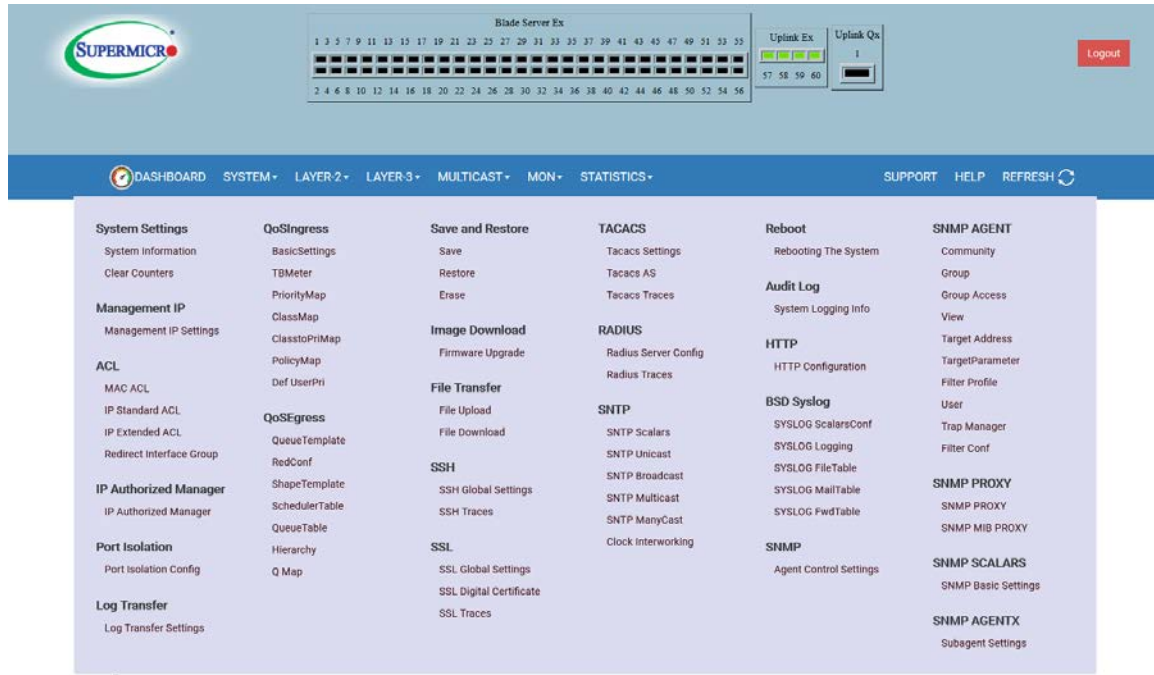 SUPERMICRO
Blade Server Ex
1 3 5 7 9 11 13 15 17 19 21 23 25 27 29 31 33 35 37 39 41 43 45 47 49 51 53 55
2 4 6 8 10 12 14 16 18 20 22 24 26 28 30 32 34 36 38 40 42 44 46 48 50 52 54 56
Uplink Ex
57 58 59 60
Uplink Qx
1
Logout
DASHBOARD SYSTEM LAYER-2 LAYER-3 MULTICAST MON STATISTICS SUPPORT HELP REFRESH
System Settings
System Information
Clear Counters
Management IP
Management IP Settings
ACL
MAC ACL
IP Standard ACL
IP Extended ACL
Redirect Interface Group
IP Authorized Manager
IP Authorized Manager
Port Isolation
Port Isolation Config
Log Transfer
Log Transfer Settings
QoSIngress
BasicSettings
TBMeter
PriorityMap
ClassMap
ClasstoPriMap
PolicyMap
Def UserPri
QoSEgress
QueueTemplate
RedConf
ShapeTemplate
SchedulerTable
QueueTable
Hierarchy
Q Map
Save and Restore
Save
Restore
Erase
Image Download
Firmware Upgrade
File Transfer
File Upload
File Download
SSH
SSH Global Settings
SSH Traces
SSL
SSL Global Settings
SSL Digital Certificate
SSL Traces
TACACS
Tacacs Settings
Tacacs AS
Tacacs Traces
RADIUS
Radius Server Config
Radius Traces
SNTP
SNTP Scalars
SNTP Unicast
SNTP Broadcast
SNTP Multicast
SNTP ManyCast
Clock Interworking
Reboot
Rebooting The System
Audit Log
System Logging Info
HTTP
HTTP Configuration
BSD Syslog
SYSLOG ScalarsConf
SYSLOG Logging
SYSLOG FileTable
SYSLOG MailTable
SYSLOG FwdTable
SNMP
Agent Control Settings
SNMP AGENT
Community
Group
Group Access
View
Target Address
TargetParameter
Filter Profile
User
Trap Manager
Filter Conf
SNMP PROXY
SNMP PROXY
SNMP MIB PROXY
SNMP SCALARS
SNMP Basic Settings
SNMP AGENTX
Subagent Settings